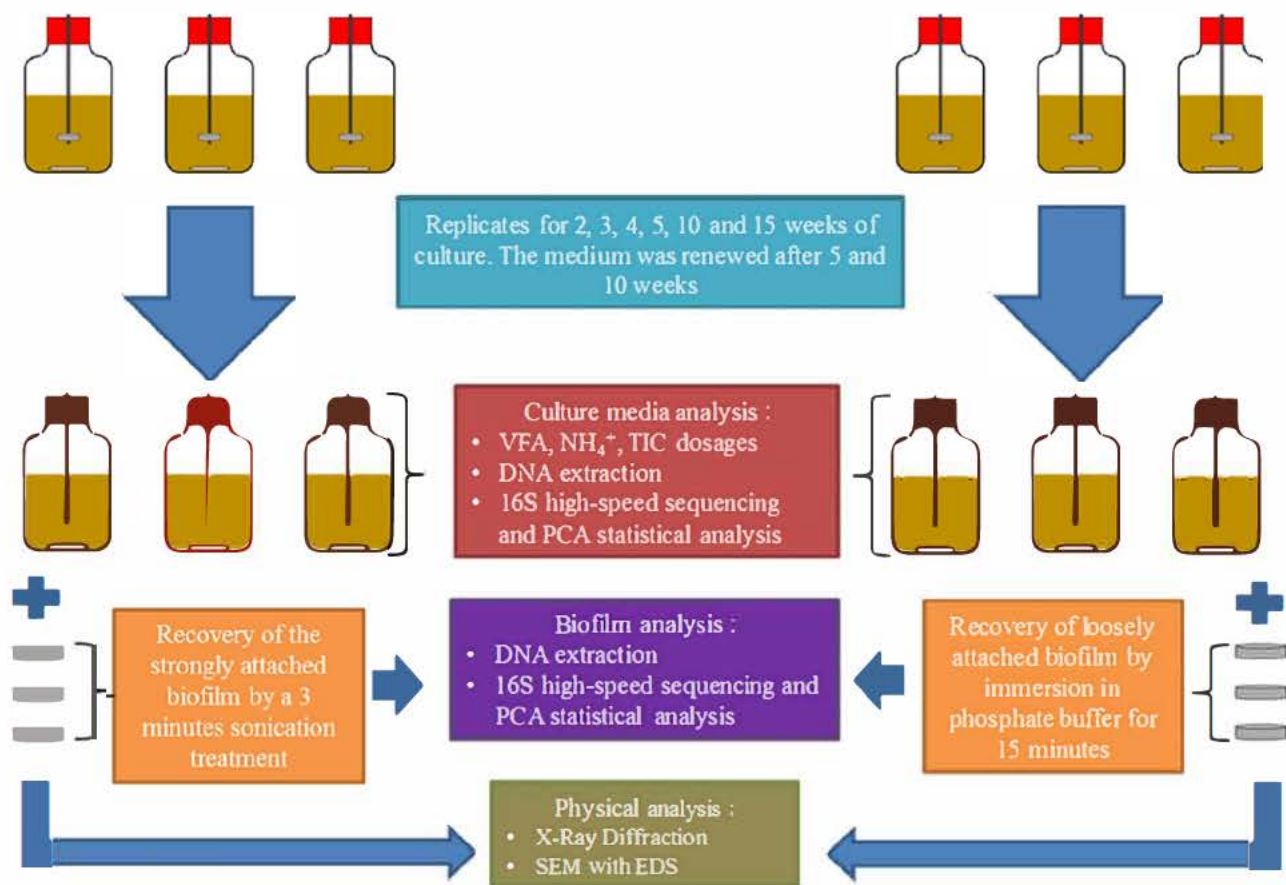 Replicates for 2, 3, 4, 5, 10 and 15 weeks of
culture. The medium was renewed after 5 and
10 weeks
Culture media analysis :
• VFA, NH₄⁺, TIC dosages
• DNA extraction
• 16S high-speed sequencing
and PCA statistical analysis
Recovery of the
strongly attached
biofilm by a 3
minutes sonication
treatment
Biofilm analysis :
• DNA extraction
• 16S high-speed sequencing and
PCA statistical analysis
Recovery of loosely
attached biofilm by
immersion in
phosphate buffer for
15 minutes
Physical analysis :
• X-Ray Diffraction
• SEM with EDS